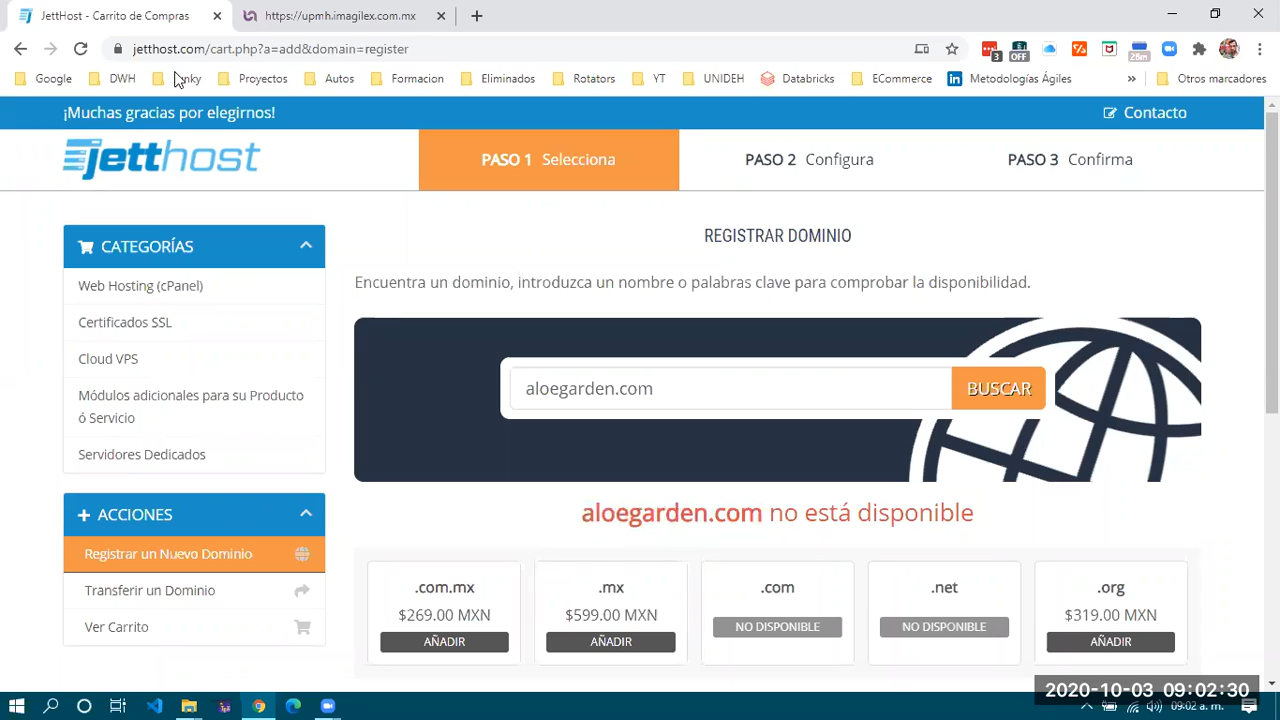 JettHost - Carrito de Compras
https://upmh.imagilex.com.mx
jetthost.com/cart.php?a=add&domain=register
3
OFF
28m
Google
DWH
Proyectos
Autos
Formacion
Eliminados
Rotators
YT
UNIDEH
Databricks
ECommerce
Metodologías Ágiles
»
Otros marcadores
¡Muchas gracias por elegirnos!
Contacto
jetthost
PASO 1 Selecciona
PASO 2 Configura
PASO 3 Confirma
CATEGORÍAS
Web Hosting (cPanel)
Certificados SSL
Cloud VPS
Módulos adicionales para su Producto
ó Servicio
Servidores Dedicados
ACCIONES
Registrar un Nuevo Dominio
Transferir un Dominio
Ver Carrito
REGISTRAR DOMINIO
Encuentra un dominio, introduzca un nombre o palabras clave para comprobar la disponibilidad.
aloegarden.com
BUSCAR
aloegarden.com no está disponible
.com.mx
$269.00 MXN
AÑADIR
.mx
$599.00 MXN
AÑADIR
.com
NO DISPONIBLE
.net
NO DISPONIBLE
.org
$319.00 MXN
AÑADIR
2020-10-03 09:02:30
09:02 a. m.